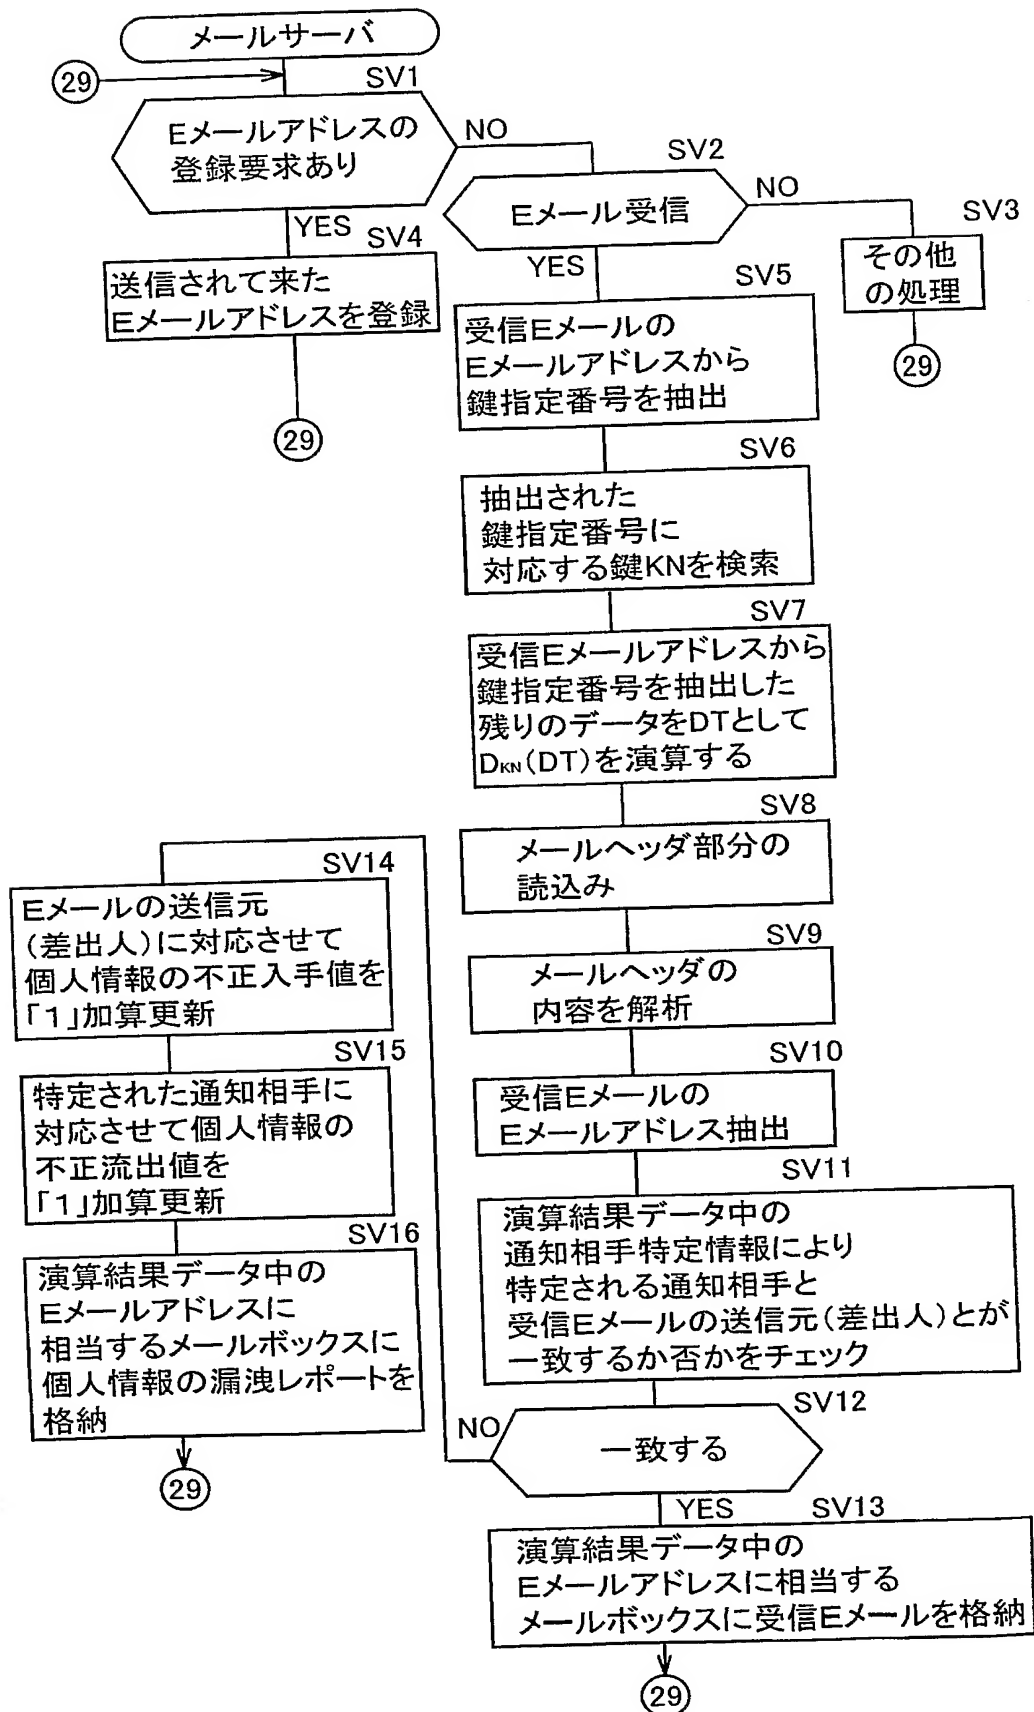 メールサーバ
29
SV1
Eメールアドレスの
登録要求あり
NO
YES
SV4
送信されて来た
Eメールアドレスを登録
29
SV2
Eメール受信
NO
SV3
その他
の処理
29
YES
SV5
受信Eメールの
Eメールアドレスから
鍵指定番号を抽出
SV6
抽出された
鍵指定番号に
対応する鍵KNを検索
SV7
受信Eメールアドレスから
鍵指定番号を抽出した
残りのデータをDTとして
DKN(DT)を演算する
SV8
メールヘッダ部分の
読込み
SV9
メールヘッダの
内容を解析
SV10
受信Eメールの
Eメールアドレス抽出
SV11
演算結果データ中の
通知相手特定情報により
特定される通知相手と
受信Eメールの送信元(差出人)とが
一致するか否かをチェック
SV12
一致する
NO
YES
SV13
演算結果データ中の
Eメールアドレスに相当する
メールボックスに受信Eメールを格納
29
SV14
Eメールの送信元
(差出人)に対応させて
個人情報の不正入手値を
「1」加算更新
SV15
特定された通知相手に
対応させて個人情報の
不正流出値を
「1」加算更新
SV16
演算結果データ中の
Eメールアドレスに
相当するメールボックスに
個人情報の漏洩レポートを
格納
29